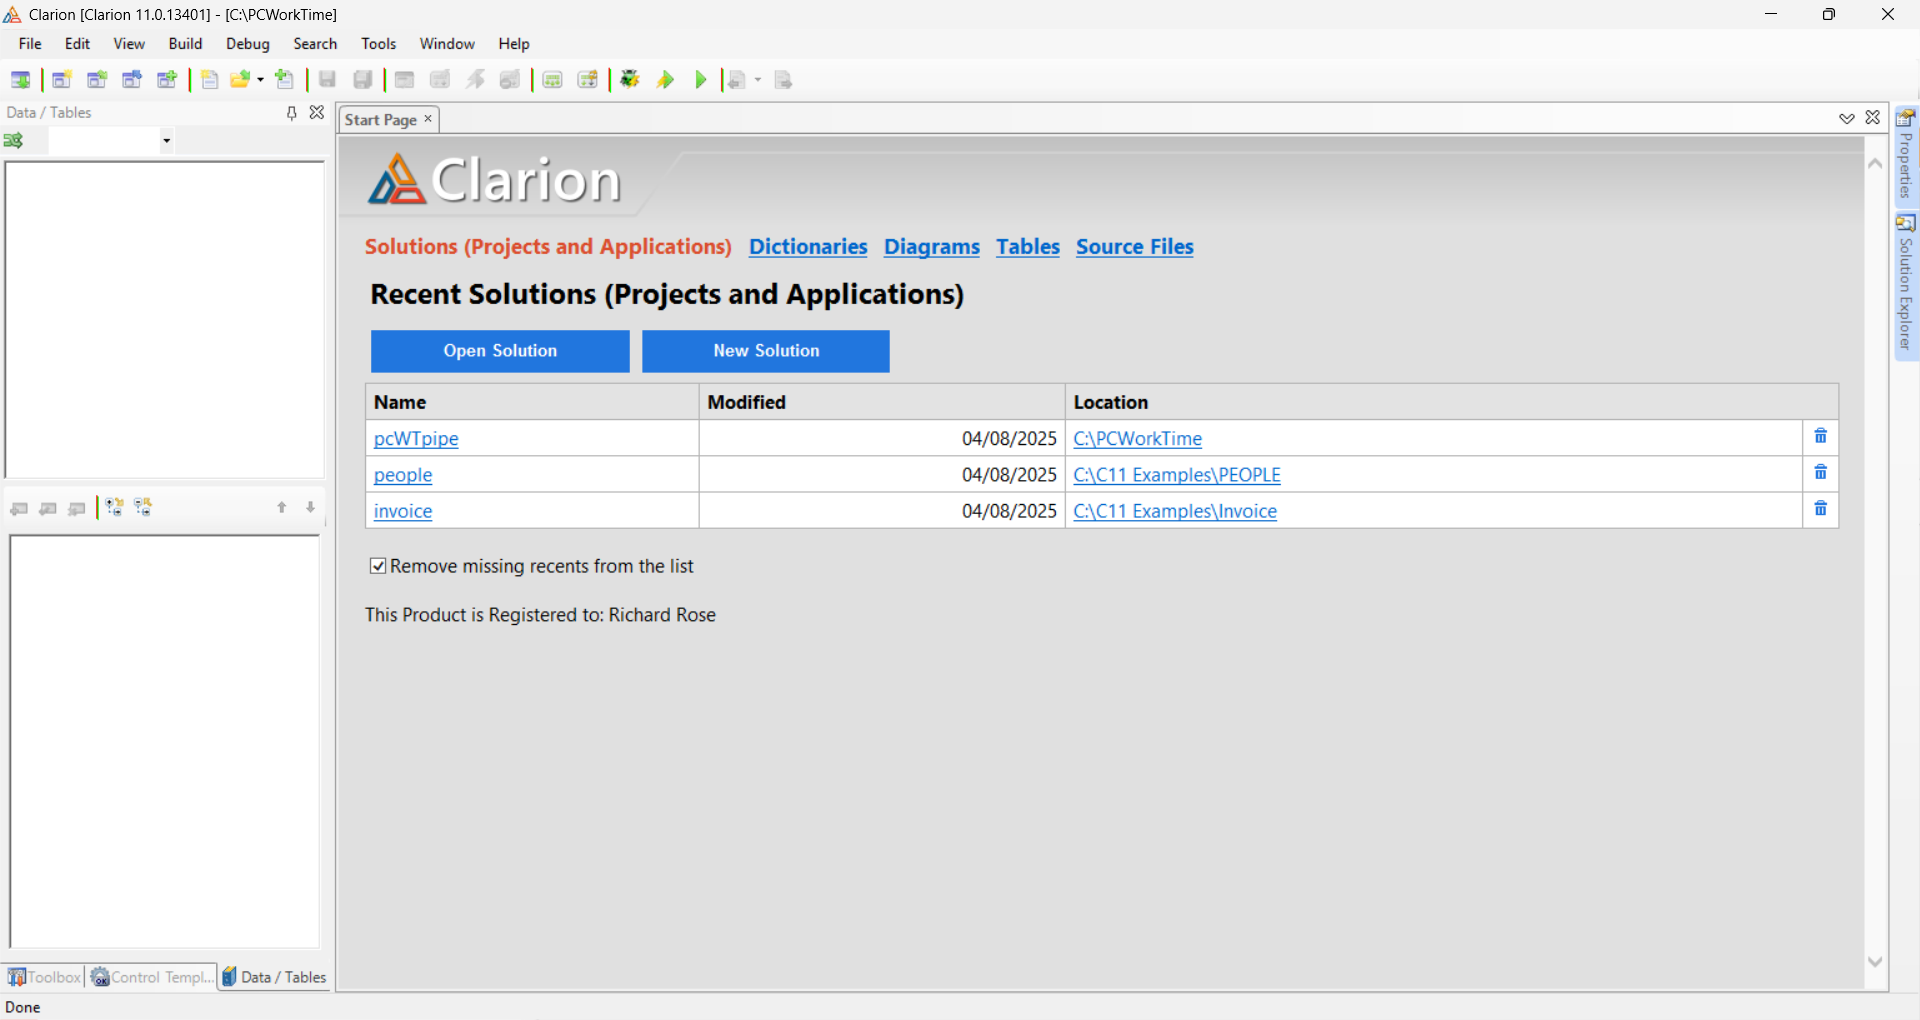 Clarion [Clarion 11.0.13401] - [C:\PCWorkTime]
File Edit View Build Debug Search Tools Window Help
Data / Tables
Start Page
Clarion
Solutions (Projects and Applications) Dictionaries Diagrams Tables Source Files
Recent Solutions (Projects and Applications)
Open Solution New Solution
Name Modified Location
pcWTpipe 04/08/2025 C:\PCWorkTime
people 04/08/2025 C:\C11 Examples\PEOPLE
invoice 04/08/2025 C:\C11 Examples\Invoice
Remove missing recents from the list
This Product is Registered to: Richard Rose
Properties
Solution Explorer
Toolbox Control Templ... Data / Tables
Done